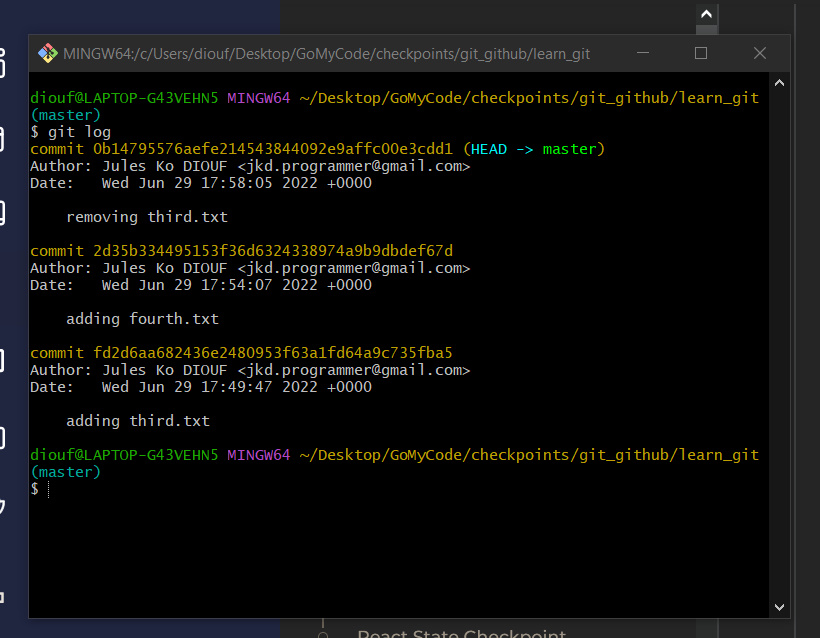 MINGW64:/c/Users/diouf/Desktop/GoMyCode/checkpoints/git_github/learn_git
diouf@LAPTOP-G43VEHN5 MINGW64 ~/Desktop/GoMyCode/checkpoints/git_github/learn_git
(master)
$ git log
commit 0b14795576aefe214543844092e9affc00e3cdd1 (HEAD -> master)
Author: Jules Ko DIOUF <jkd.programmer@gmail.com>
Date:   Wed Jun 29 17:58:05 2022 +0000
removing third.txt
commit 2d35b334495153f36d6324338974a9b9dbdef67d
Author: Jules Ko DIOUF <jkd.programmer@gmail.com>
Date:   Wed Jun 29 17:54:07 2022 +0000
adding fourth.txt
commit fd2d6aa682436e2480953f63a1fd64a9c735fba5
Author: Jules Ko DIOUF <jkd.programmer@gmail.com>
Date:   Wed Jun 29 17:49:47 2022 +0000
adding third.txt
diouf@LAPTOP-G43VEHN5 MINGW64 ~/Desktop/GoMyCode/checkpoints/git_github/learn_git
(master)
$
React State Checkpoint